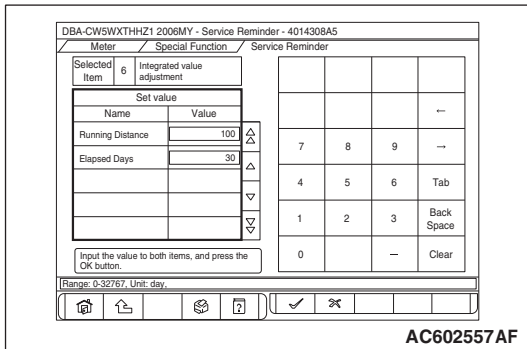 DBA-CW5WXTHHZ1 2006MY - Service Reminder - 4014308A5
Meter Special Function Service Reminder
Selected Item 6 Integrated value adjustment
Set value
Name Value
Running Distance 100
Elapsed Days 30
Input the value to both items, and press the
OK button.
←
7 8 9 →
4 5 6 Tab
1 2 3 Back Space
0 – Clear
Range: 0-32767, Unit: day,
?
AC602557AF